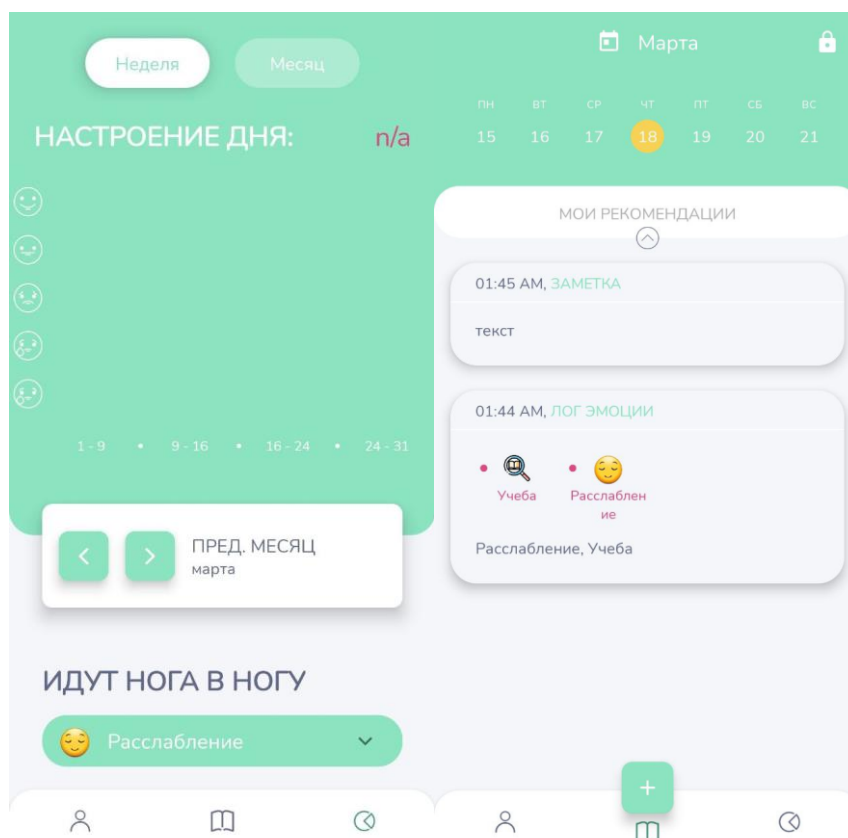 Неделя
Месяц
НАСТРОЕНИЕ ДНЯ:
n/a
1 - 9 • 9 - 16 • 16 - 24 • 24 - 31
ПРЕД. МЕСЯЦ
марта
ИДУТ НОГА В НОГУ
Расслабление
Марта
ПН ВТ СР ЧТ ПТ СБ ВС
15 16 17 18 19 20 21
МОИ РЕКОМЕНДАЦИИ
01:45 AM, ЗАМЕТКА
текст
01:44 AM, ЛОГ ЭМОЦИИ
Учеба
Расслаблен
ие
Расслабление, Учеба